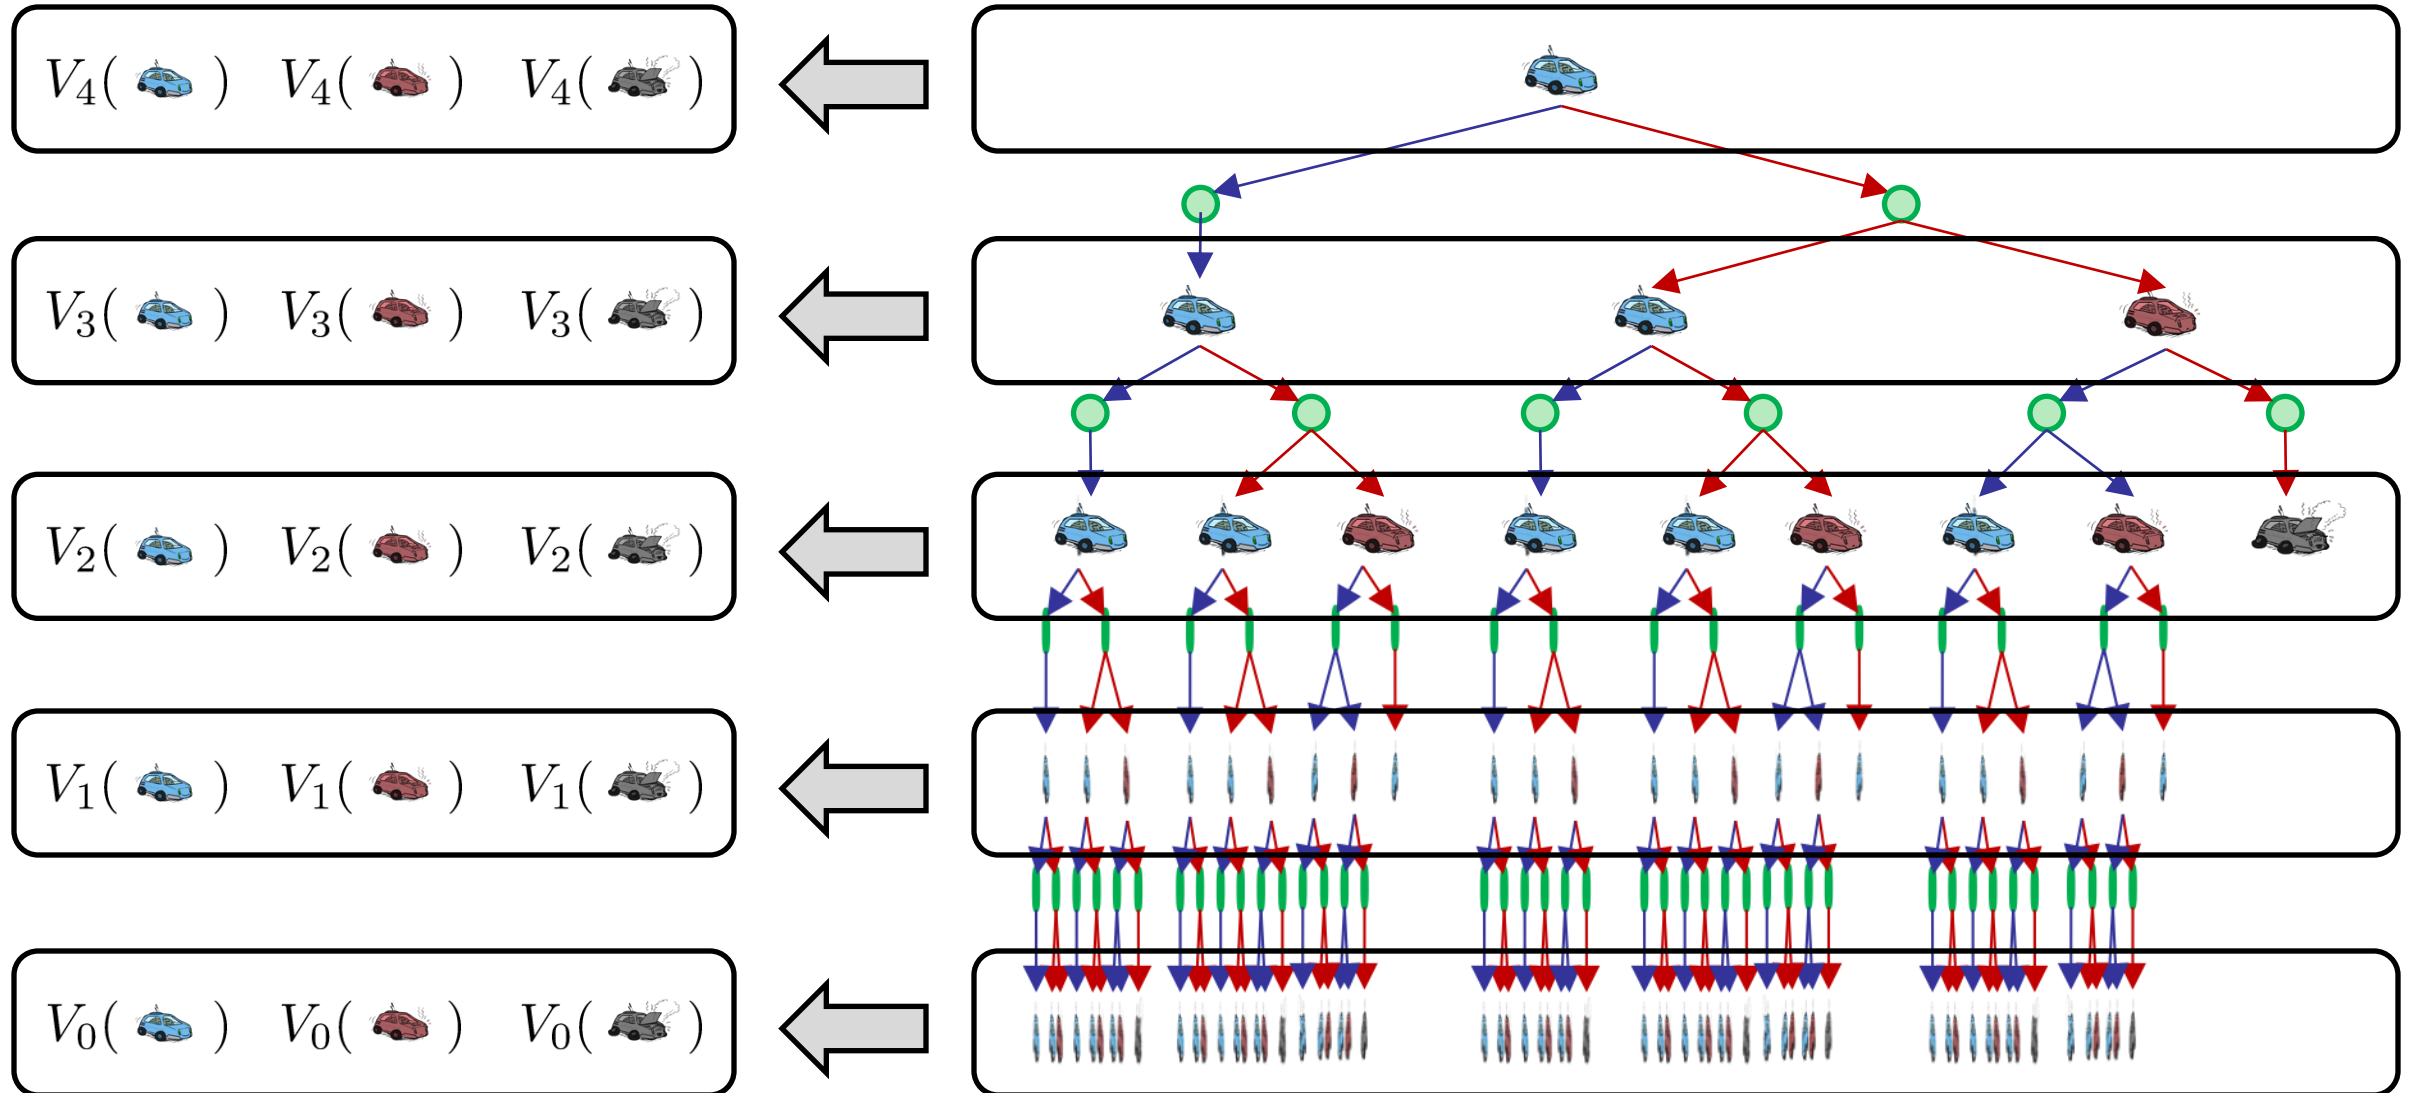 V₄( ) V₄( ) V₄( )
V₃( ) V₃( ) V₃( )
V₂( ) V₂( ) V₂( )
V₁( ) V₁( ) V₁( )
V₀( ) V₀( ) V₀( )